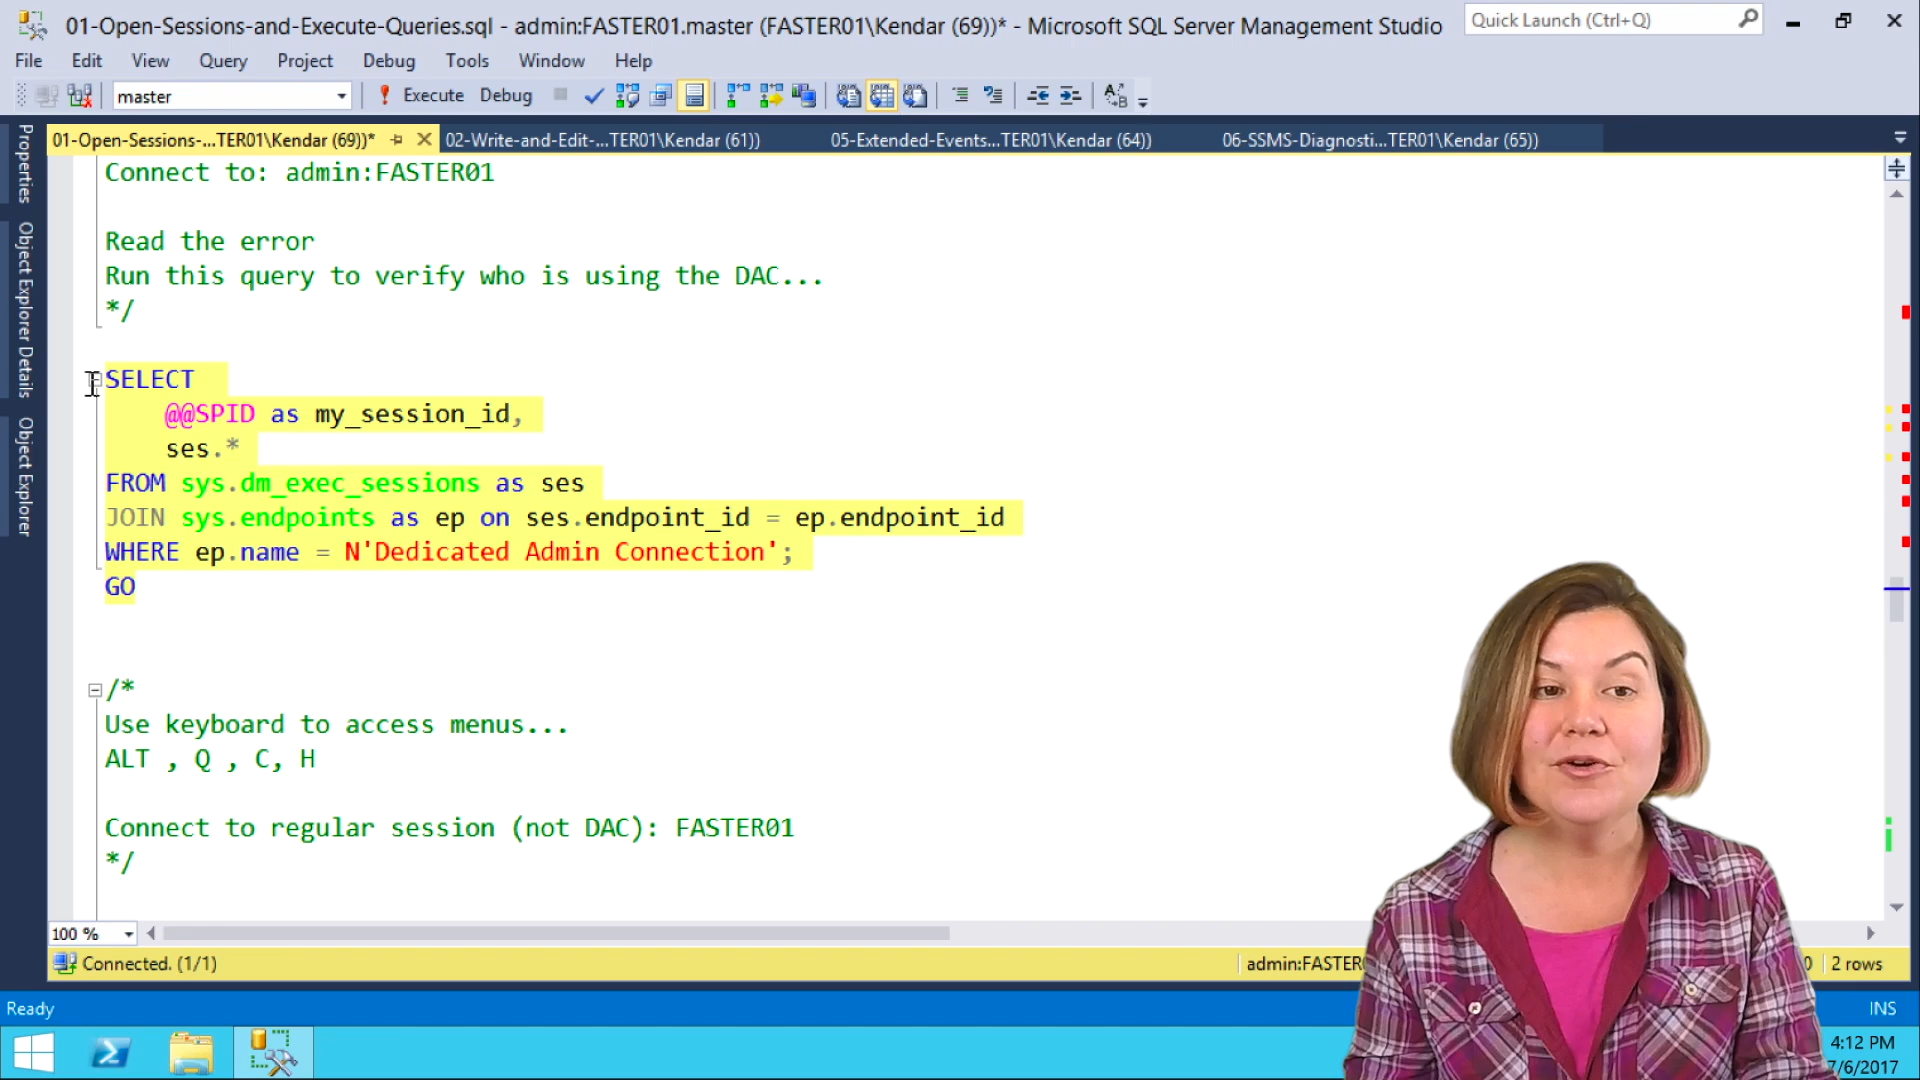 01-Open-Sessions-and-Execute-Queries.sql - admin:FASTER01.master (FASTER01\Kendar (69))* - Microsoft SQL Server Management Studio
Quick Launch (Ctrl+Q)
File Edit View Query Project Debug Tools Window Help
master Execute Debug
01-Open-Sessions-...TER01\Kendar (69))* 02-Write-and-Edit-...TER01\Kendar (61)) 05-Extended-Events...TER01\Kendar (64)) 06-SSMS-Diagnosti...TER01\Kendar (65))
Properties
Object Explorer Details
Object Explorer
Connect to: admin:FASTER01
Read the error
Run this query to verify who is using the DAC...
*/
SELECT
@@SPID as my_session_id,
ses.*
FROM sys.dm_exec_sessions as ses
JOIN sys.endpoints as ep on ses.endpoint_id = ep.endpoint_id
WHERE ep.name = N'Dedicated Admin Connection';
GO
/*
Use keyboard to access menus...
ALT , Q , C, H
Connect to regular session (not DAC): FASTER01
*/
100 %
Connected. (1/1) admin:FASTER 0 2 rows
Ready INS
4:12 PM
7/6/2017